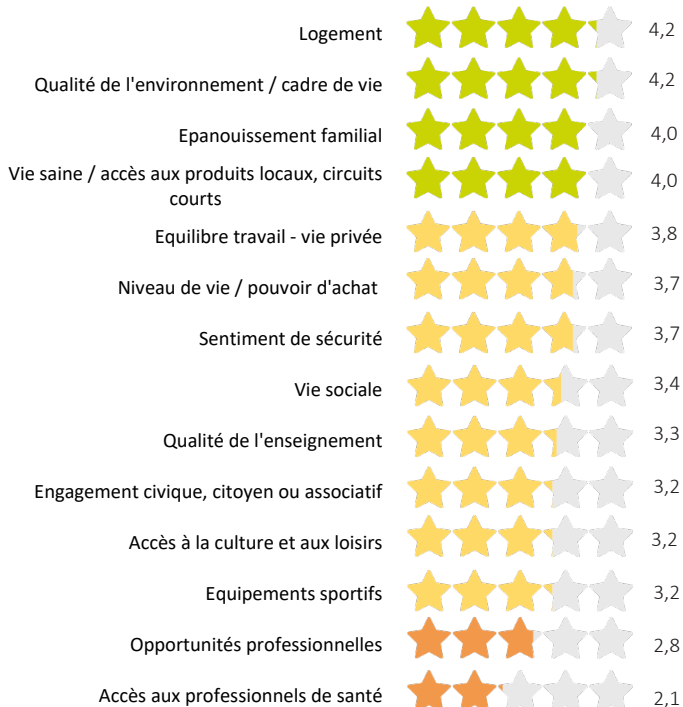 Logement 4,2
Qualité de l'environnement / cadre de vie 4,2
Epanouissement familial 4,0
Vie saine / accès aux produits locaux, circuits
courts 4,0
Equilibre travail - vie privée 3,8
Niveau de vie / pouvoir d'achat 3,7
Sentiment de sécurité 3,7
Vie sociale 3,4
Qualité de l'enseignement 3,3
Engagement civique, citoyen ou associatif 3,2
Accès à la culture et aux loisirs 3,2
Equipements sportifs 3,2
Opportunités professionnelles 2,8
Accès aux professionnels de santé 2,1